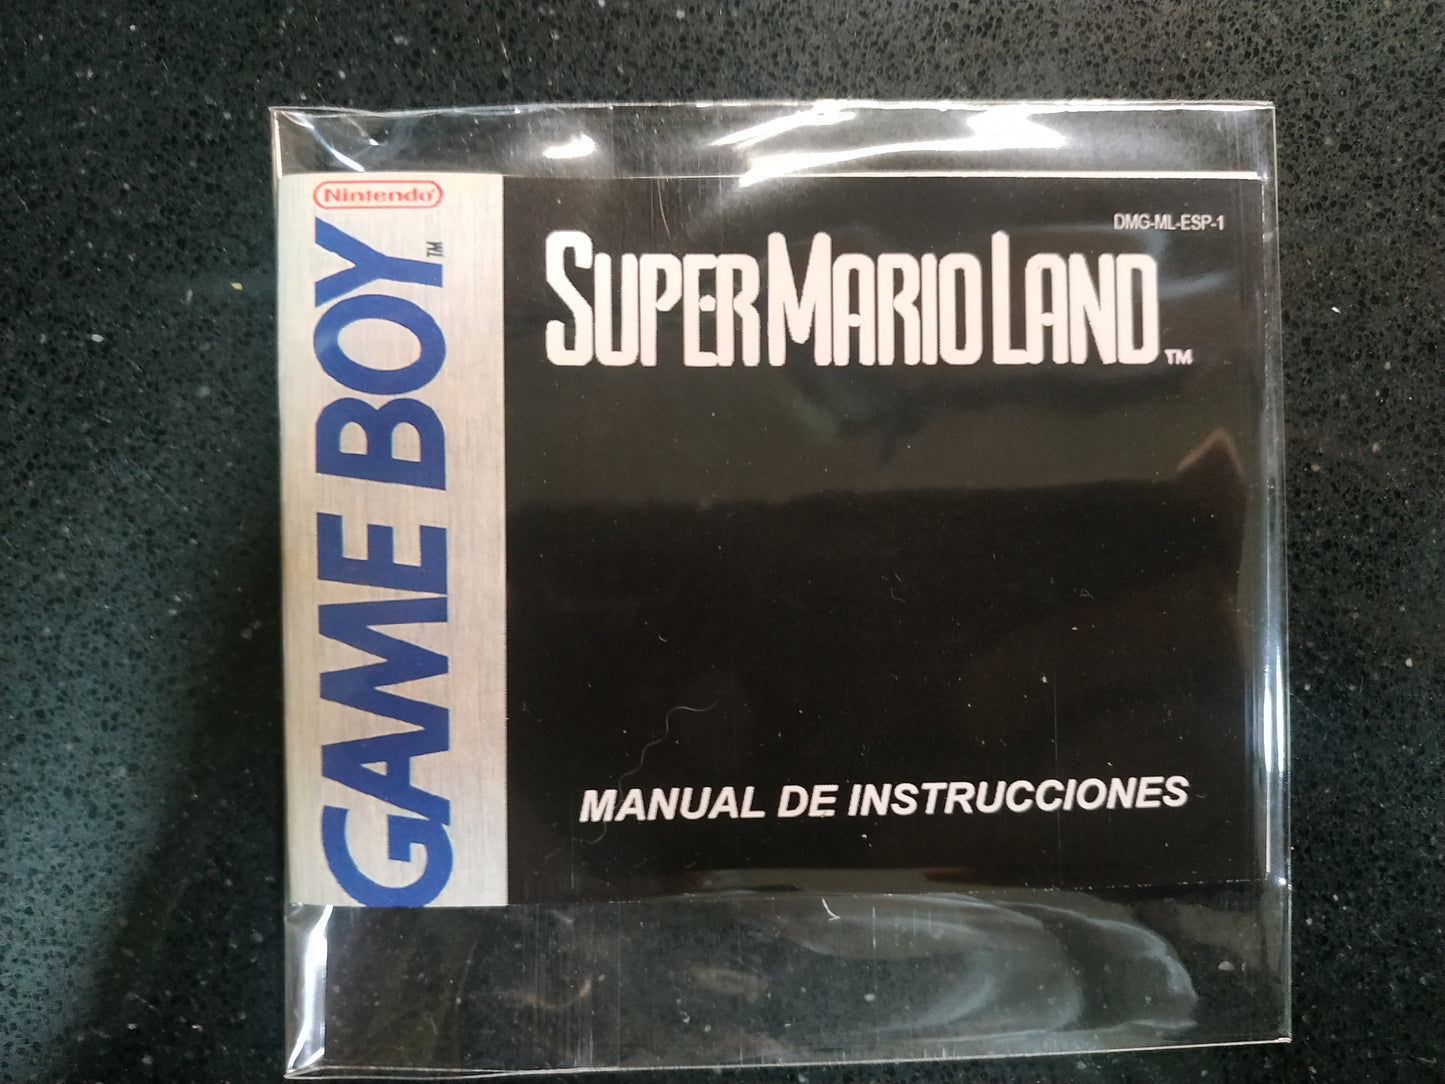 Nintendo®
GAME BOY™
DMG-ML-ESP-1
SUPER MARIO LAND™
MANUAL DE INSTRUCCIONES